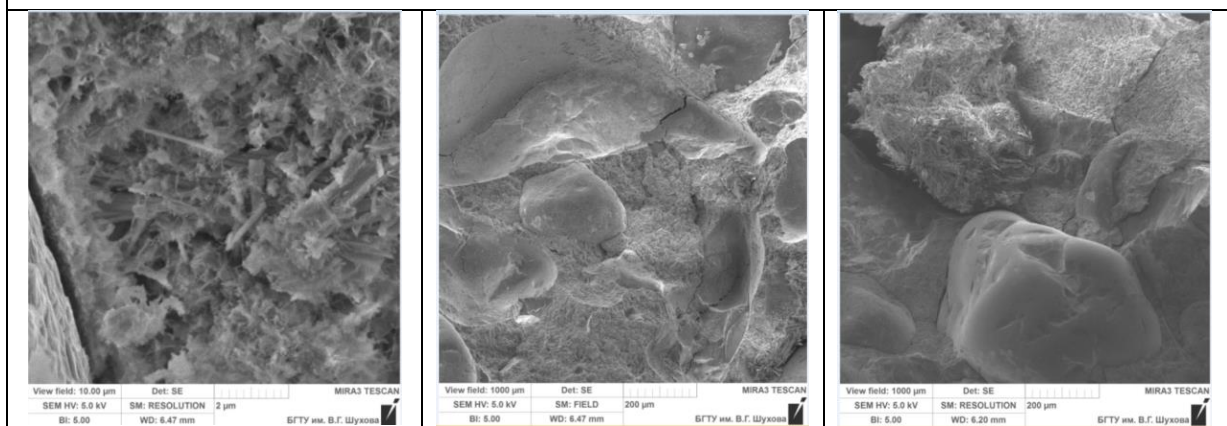 View field: 10.00 µm Det: SE MIRA3 TESCAN
SEM HV: 5.0 kV SM: RESOLUTION 2 µm
BI: 5.00 WD: 6.47 mm БГТУ им. В.Г. Шухова
View field: 1000 µm Det: SE MIRA3 TESCAN
SEM HV: 5.0 kV SM: FIELD 200 µm
BI: 5.00 WD: 6.47 mm БГТУ им. В.Г. Шухова
View field: 1000 µm Det: SE MIRA3 TESCAN
SEM HV: 5.0 kV SM: RESOLUTION 200 µm
BI: 5.00 WD: 6.20 mm БГТУ им. В.Г. Шухова